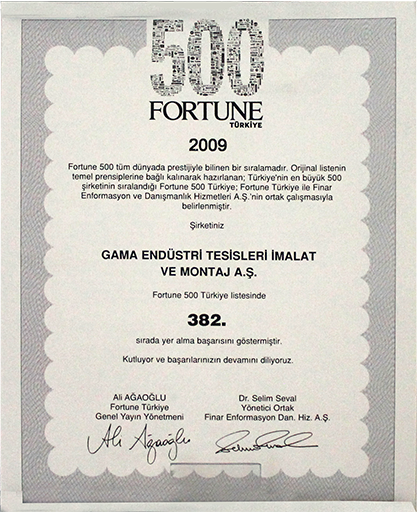 500
FORTUNE
TÜRKİYE
2009
Fortune 500 tüm dünyada prestijiyle bilinen bir sıralamadır. Orijinal listenin
temel prensiplerine bağlı kalınarak hazırlanan; Türkiye'nin en büyük 500
şirketinin sıralandığı Fortune 500 Türkiye; Fortune Türkiye ile Finar
Enformasyon ve Danışmanlık Hizmetleri A.Ş.'nin ortak çalışmasıyla
belirlenmiştir.
Şirketiniz
GAMA ENDÜSTRİ TESİSLERİ İMALAT
VE MONTAJ A.Ş.
Fortune 500 Türkiye listesinde
382.
sırada yer alma başarısını göstermiştir.
Kutluyor ve başarılarınızın devamını diliyoruz.
Ali AĞAOĞLU
Fortune Türkiye
Genel Yayın Yönetmeni
Dr. Selim Seval
Yönetici Ortak
Finar Enformasyon Dan. Hiz. A.Ş.
Ali Ağaoğlu